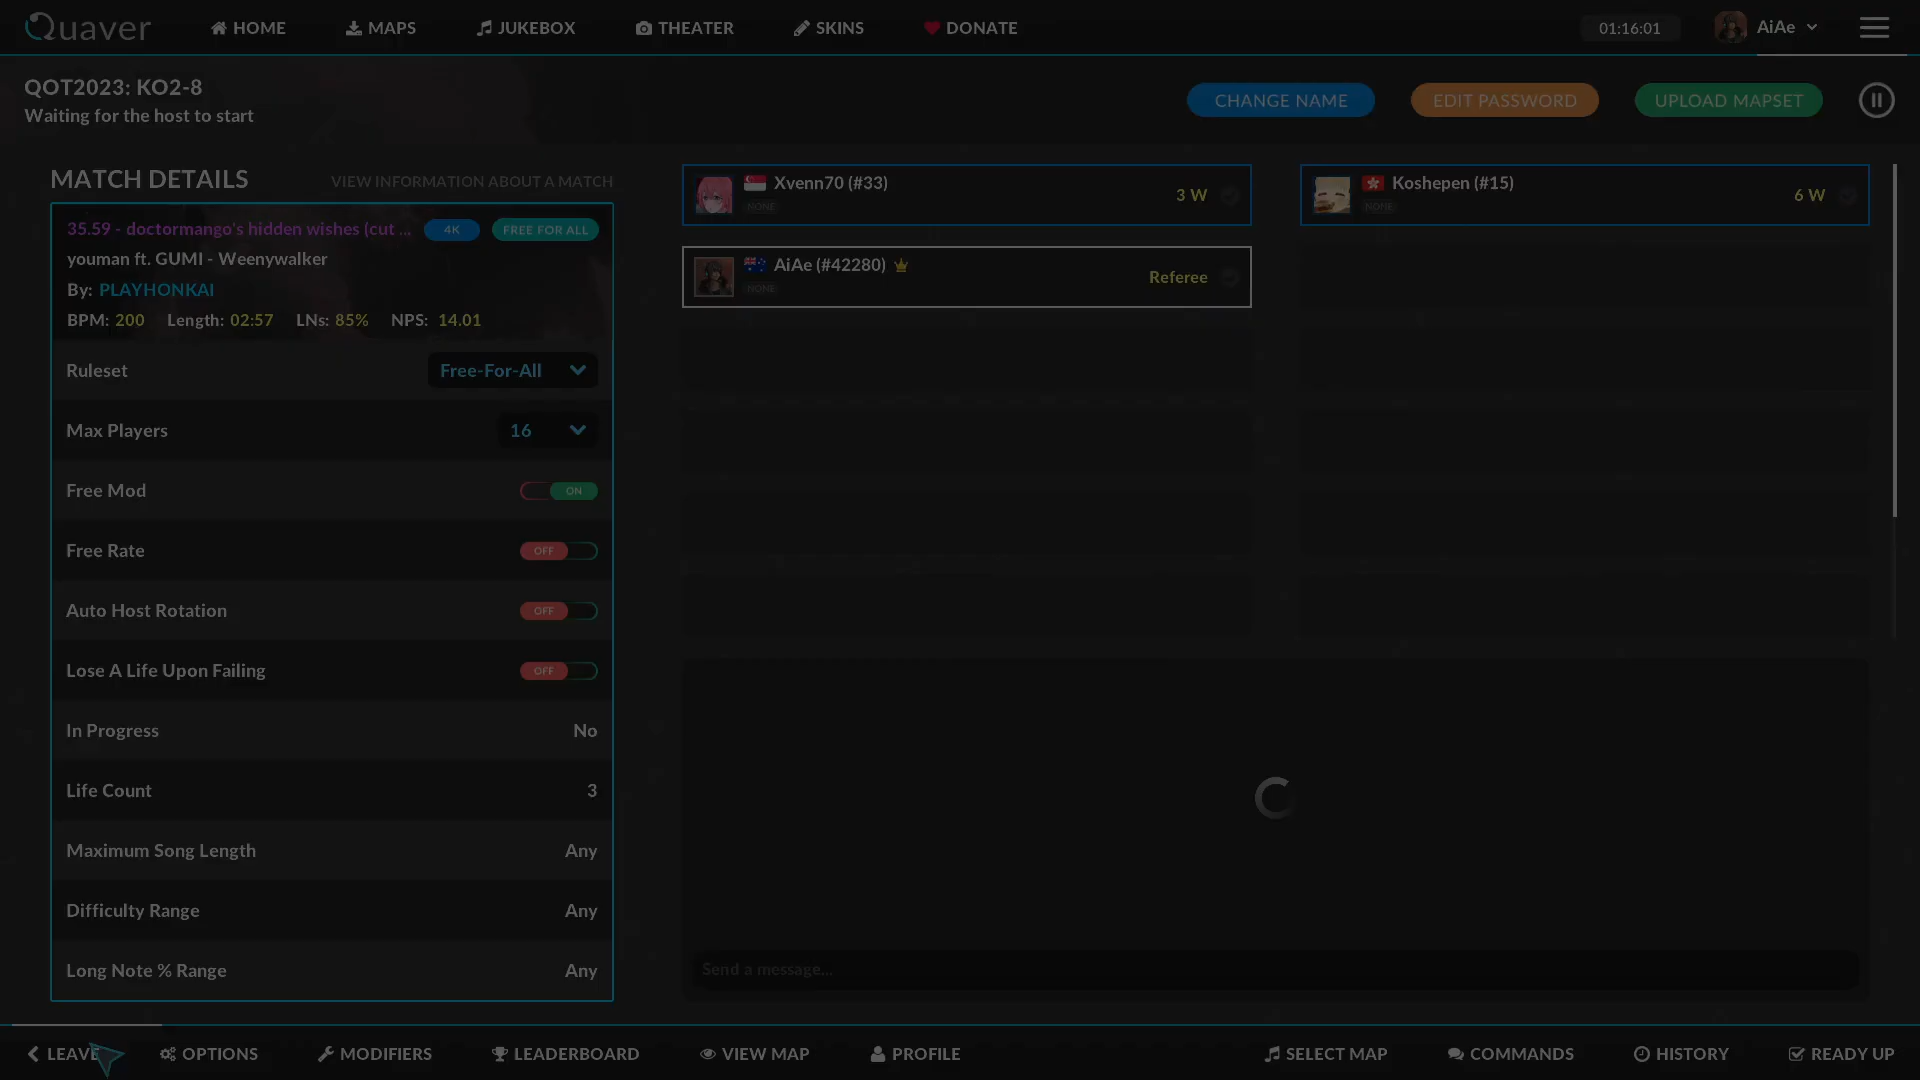 Quaver
HOME
MAPS
JUKEBOX
THEATER
SKINS
DONATE
01:16:01
AiAe
QOT2023: KO2-8
Waiting for the host to start
CHANGE NAME
EDIT PASSWORD
UPLOAD MAPSET
MATCH DETAILS
VIEW INFORMATION ABOUT A MATCH
35.59 - doctormango's hidden wishes (cut ...
4K
FREE FOR ALL
youman ft. GUMI - Weenywalker
By: PLAYHONKAI
BPM: 200 Length: 02:57 LNs: 85% NPS: 14.01
Ruleset
Free-For-All
Max Players
16
Free Mod
ON
Free Rate
OFF
Auto Host Rotation
OFF
Lose A Life Upon Failing
OFF
In Progress
No
Life Count
3
Maximum Song Length
Any
Difficulty Range
Any
Long Note % Range
Any
Xvenn70 (#33)
NONE
3 W
Koshepen (#15)
NONE
6 W
AiAe (#42280)
NONE
Referee
Send a message...
LEAVE
OPTIONS
MODIFIERS
LEADERBOARD
VIEW MAP
PROFILE
SELECT MAP
COMMANDS
HISTORY
READY UP